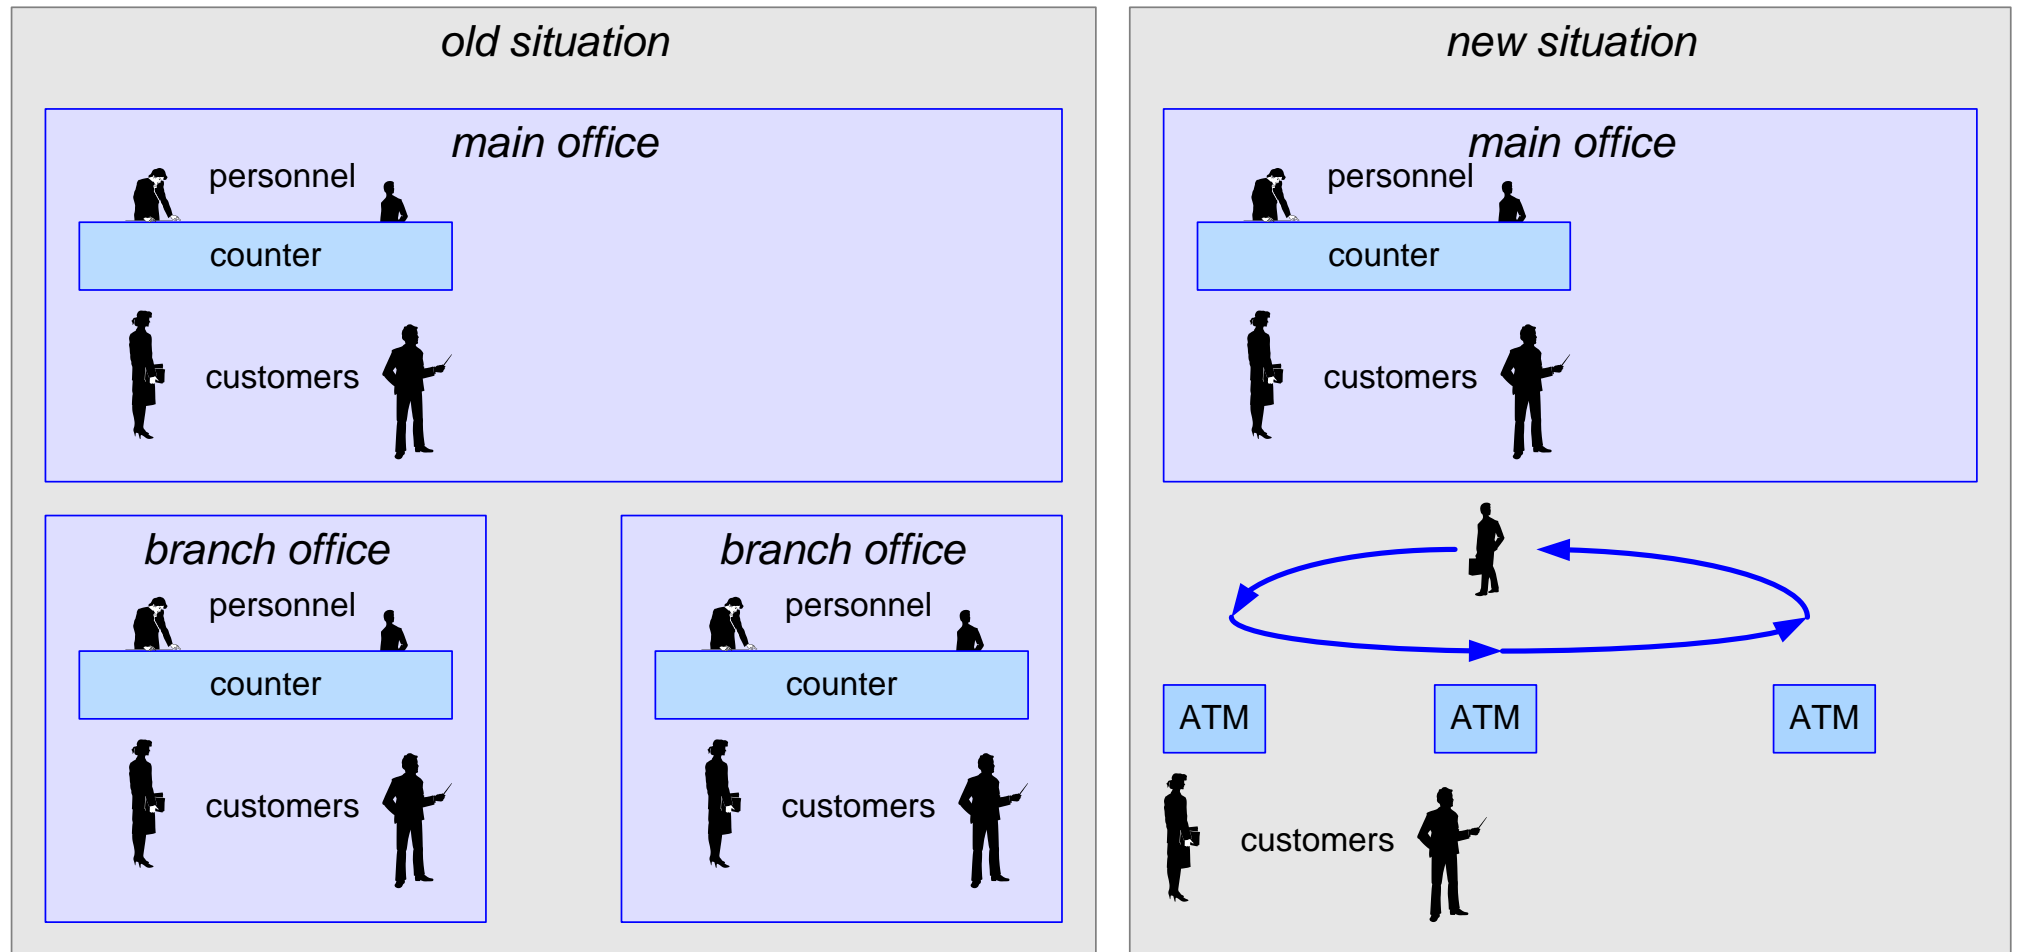 old situation
main office
personnel
counter
customers
branch office
personnel
counter
customers
branch office
personnel
counter
customers
new situation
main office
personnel
counter
customers
ATM
ATM
ATM
customers